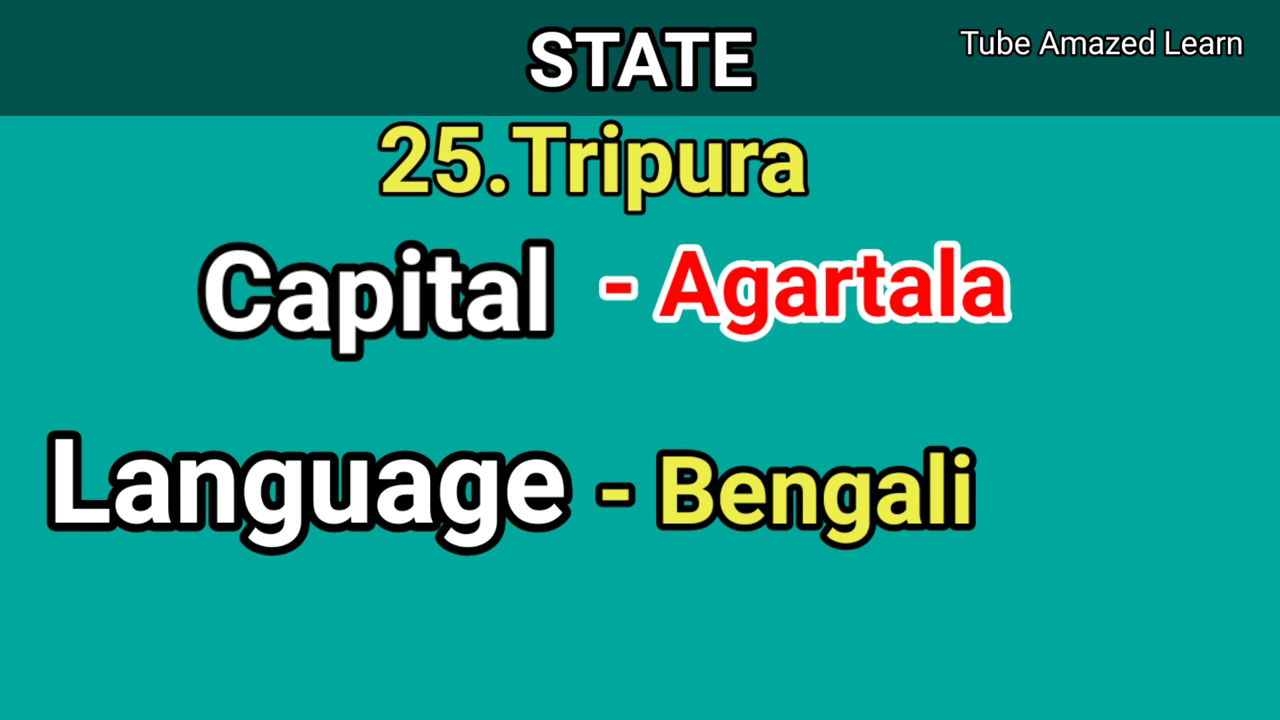 STATE
Tube Amazed Learn
25.Tripura
Capital - Agartala
Language - Bengali